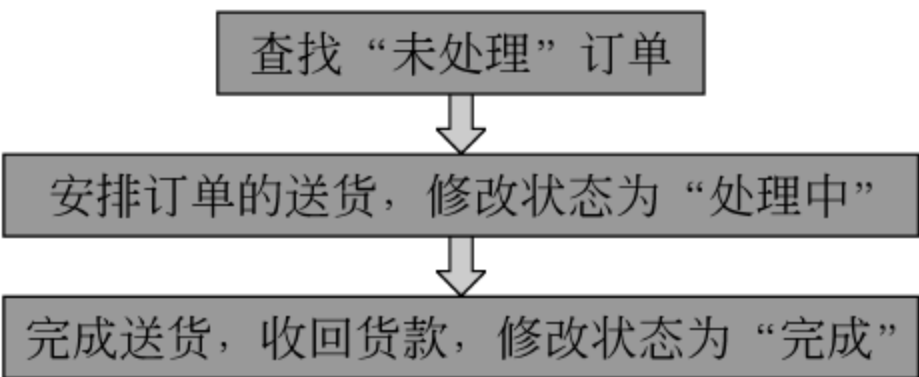 查找“未处理”订单
安排订单的送货，修改状态为“处理中”
完成送货，收回货款，修改状态为“完成”